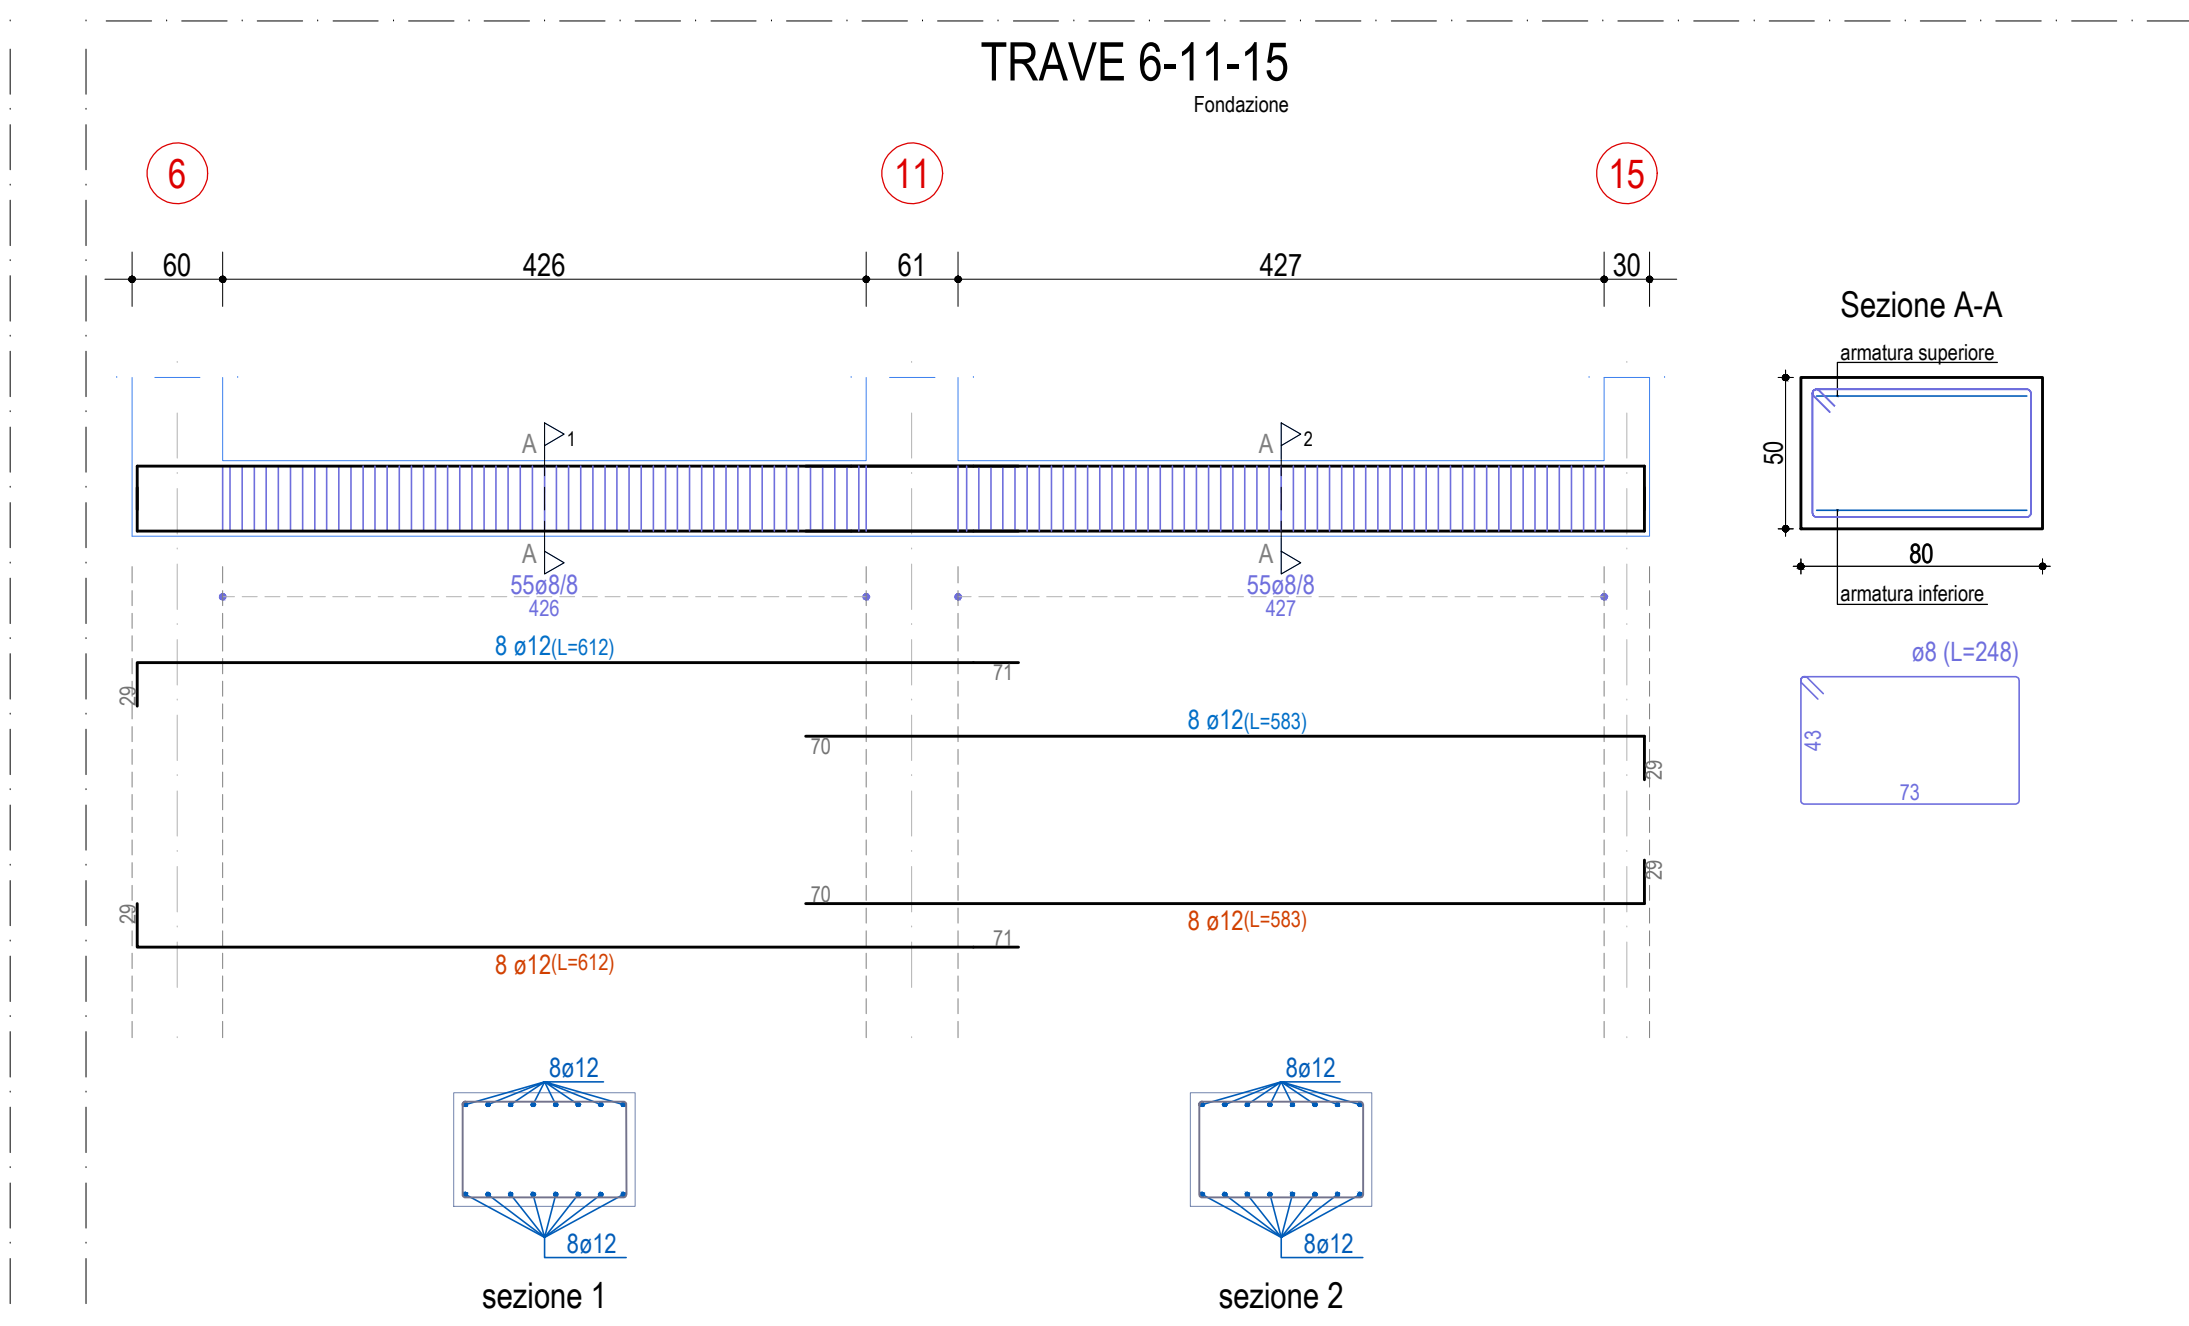 TRAVE 6-11-15
Fondazione
6 11 15
60 426 61 427 30
Sezione A-A
armatura superiore
50
80
armatura inferiore
A 1 A 2
A A
55ø8/8 55ø8/8
426 427
8 ø12(L=612)
29 71
8 ø12(L=583)
70 29
ø8 (L=248)
43
73
70 29
8 ø12(L=583)
29 71
8 ø12(L=612)
8ø12 8ø12
8ø12 8ø12
sezione 1 sezione 2